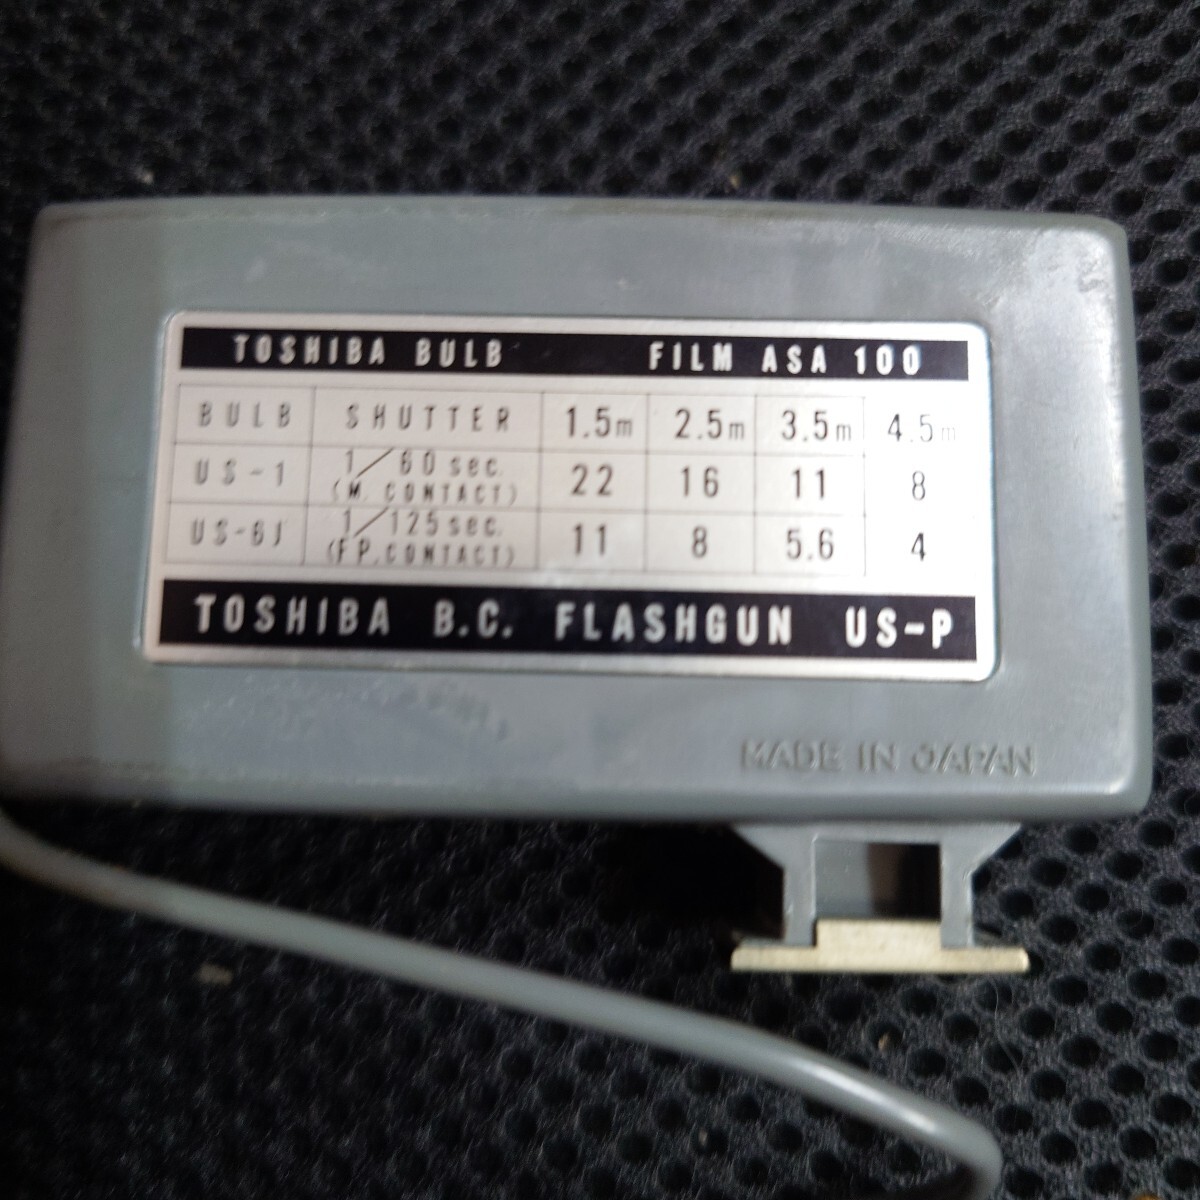 TOSHIBA BULB FILM ASA 100
BULB SHUTTER 1.5m 2.5m 3.5m 4.5m
US-1 1/60 sec. (M. CONTACT) 22 16 11 8
US-6J 1/125 sec. (FP. CONTACT) 11 8 5.6 4
TOSHIBA B.C. FLASHGUN US-P
MADE IN JAPAN